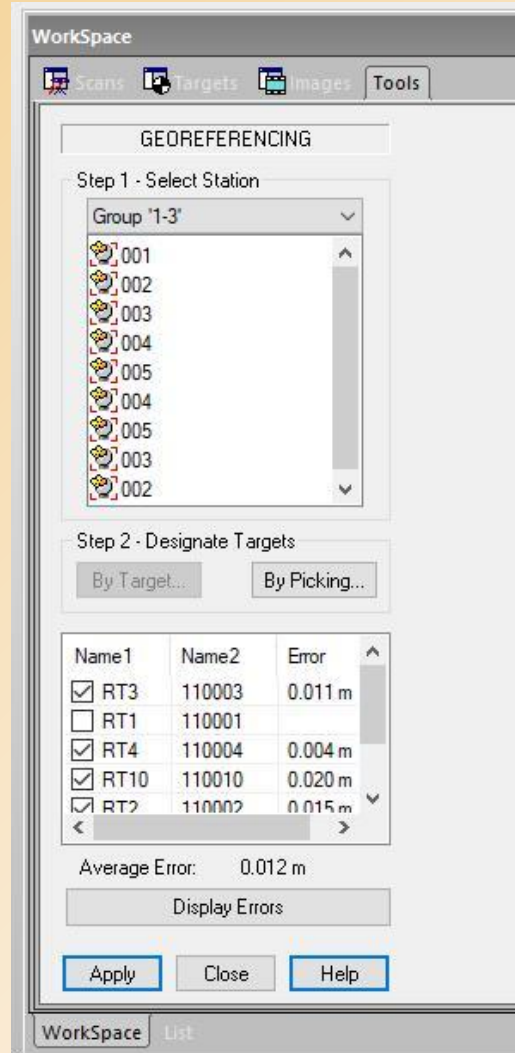 WorkSpace
Scans Targets Images Tools
GEOREFERENCING
Step 1 - Select Station
Group '1-3'
001
002
003
004
005
004
005
003
002
Step 2 - Designate Targets
By Target... By Picking...
Name1 Name2 Error
RT3 110003 0.011 m
RT1 110001
RT4 110004 0.004 m
RT10 110010 0.020 m
RT2 110002 0.015 m
Average Error: 0.012 m
Display Errors
Apply Close Help
WorkSpace List